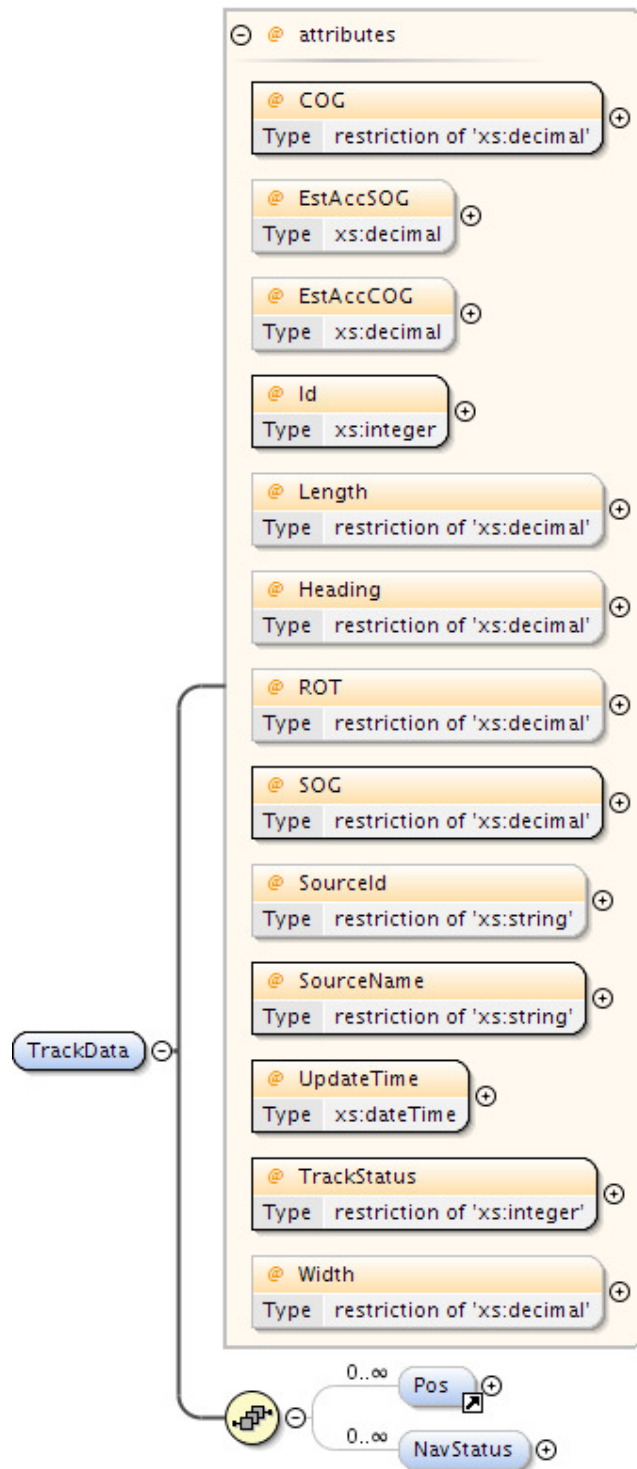 @ attributes
@ COG
Type restriction of 'xs:decimal'
@ EstAccSOG
Type xs:decimal
@ EstAccCOG
Type xs:decimal
@ Id
Type xs:integer
@ Length
Type restriction of 'xs:decimal'
@ Heading
Type restriction of 'xs:decimal'
@ ROT
Type restriction of 'xs:decimal'
@ SOG
Type restriction of 'xs:decimal'
@ SourceId
Type restriction of 'xs:string'
@ SourceName
Type restriction of 'xs:string'
TrackData
@ UpdateTime
Type xs:dateTime
@ TrackStatus
Type restriction of 'xs:integer'
@ Width
Type restriction of 'xs:decimal'
0..∞
Pos
0..∞
NavStatus